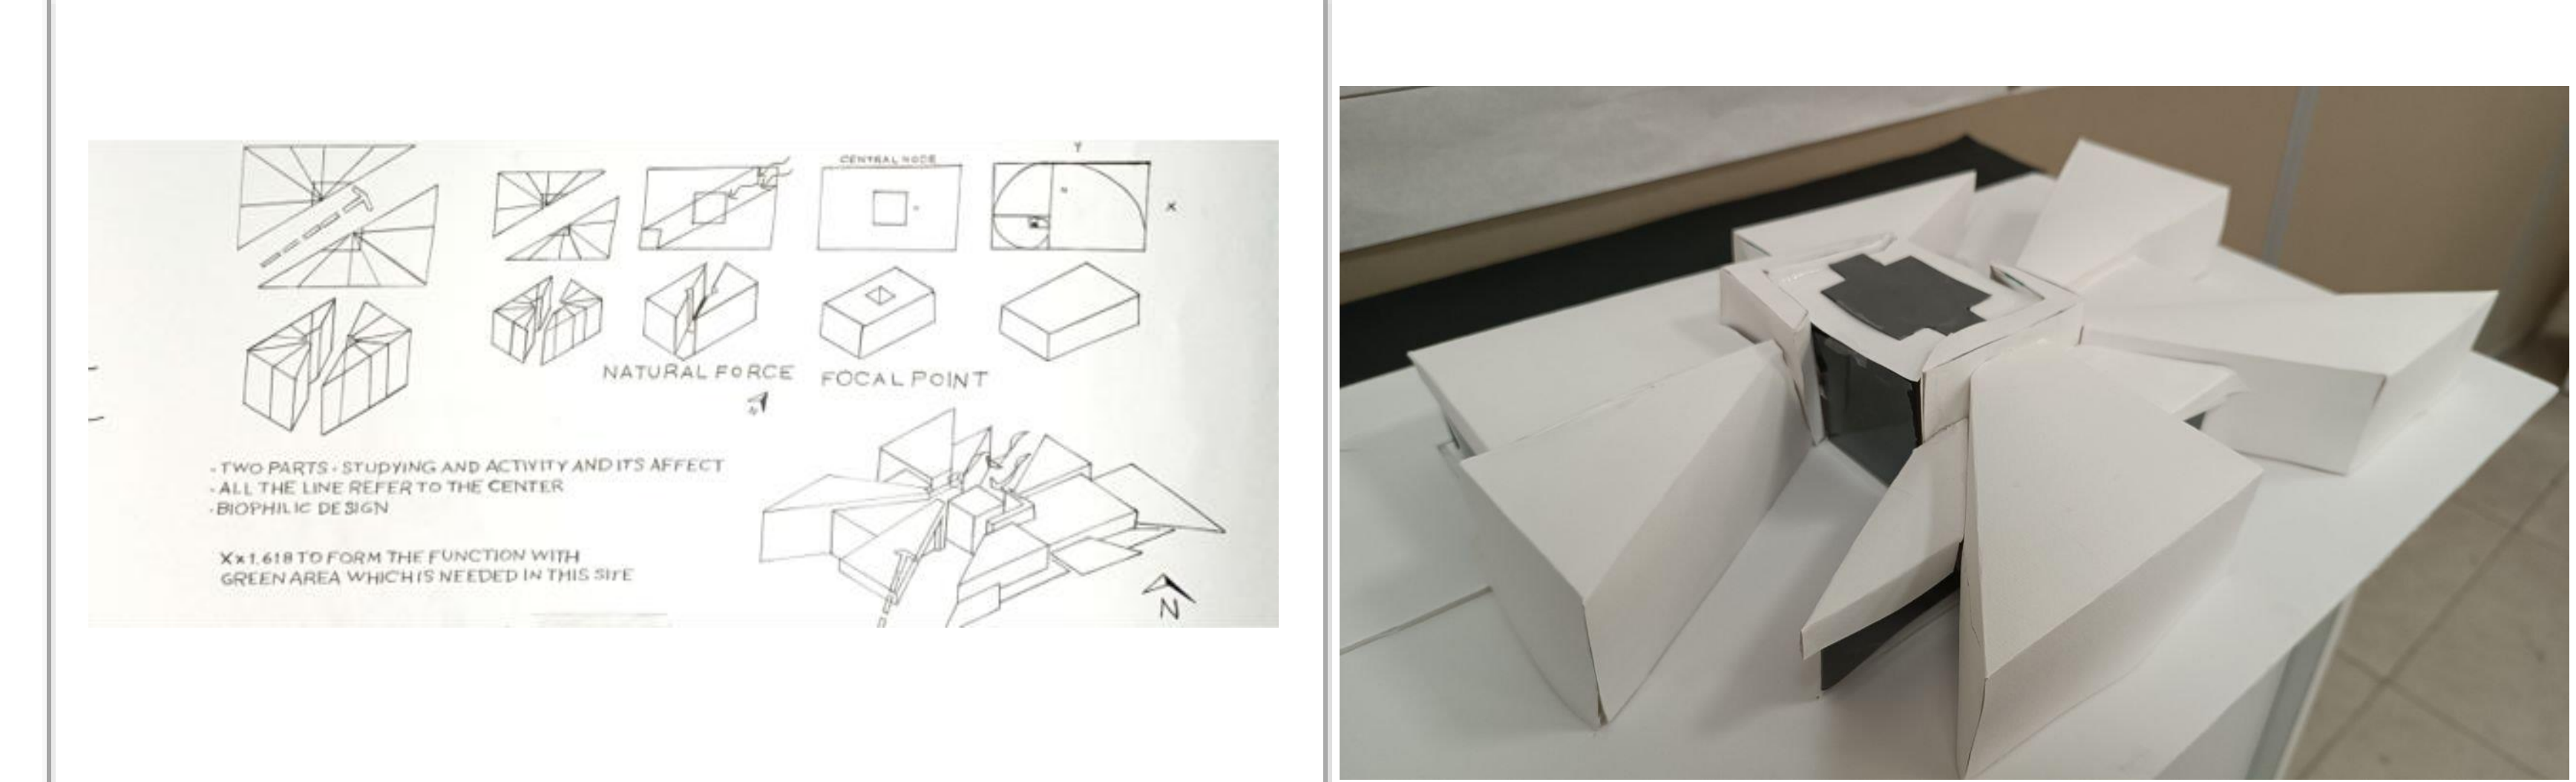 CENTRAL NODE
Y
X
NATURAL FORCE
FOCAL POINT
N
- TWO PARTS - STUDYING AND ACTIVITY AND ITS AFFECT
- ALL THE LINE REFER TO THE CENTER
- BIOPHILIC DESIGN
Xx1.618 TO FORM THE FUNCTION WITH
GREEN AREA WHICH IS NEEDED IN THIS SITE
N